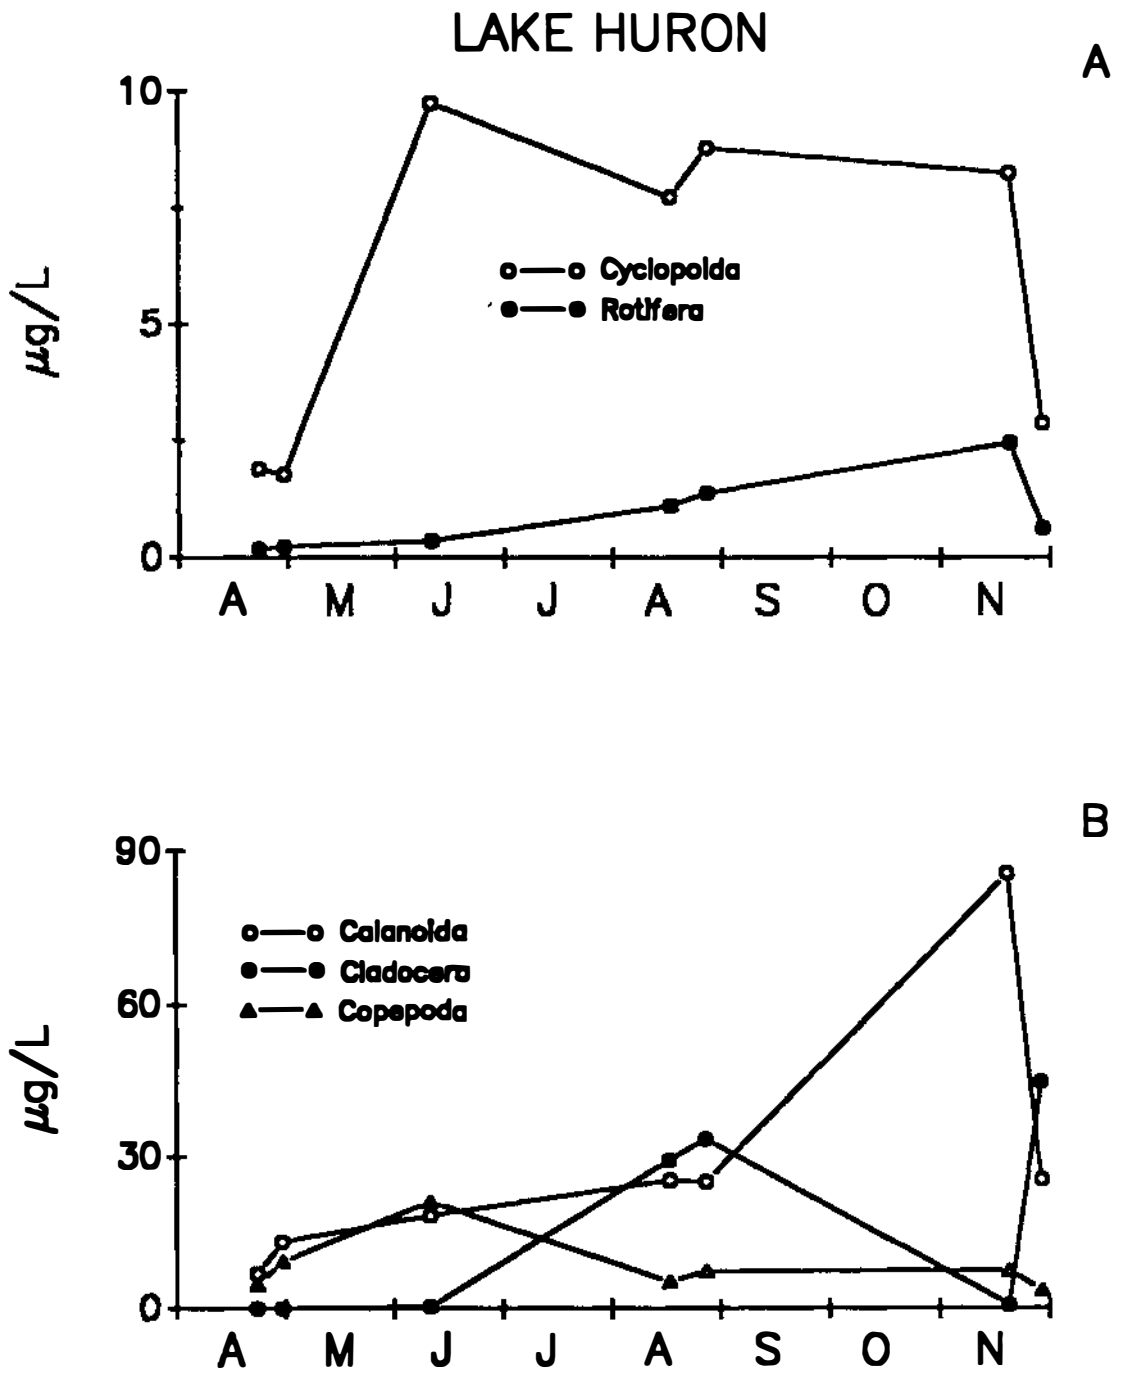 LAKE HURON
A
10
5
0
µg/L
Cyclopoida
Rotifera
A M J J A S O N
B
90
60
30
0
µg/L
Calanoida
Cladocera
Copepoda
A M J J A S O N